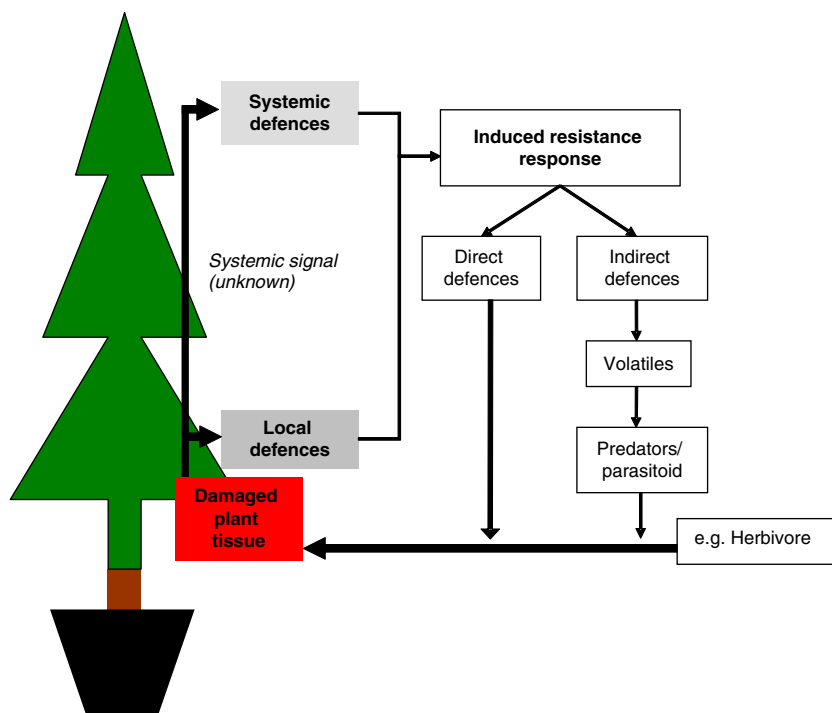 Systemic
defences
Induced resistance
response
Systemic signal
(unknown)
Direct
defences
Indirect
defences
Volatiles
Local
defences
Predators/
parasitoid
Damaged
plant
tissue
e.g. Herbivore